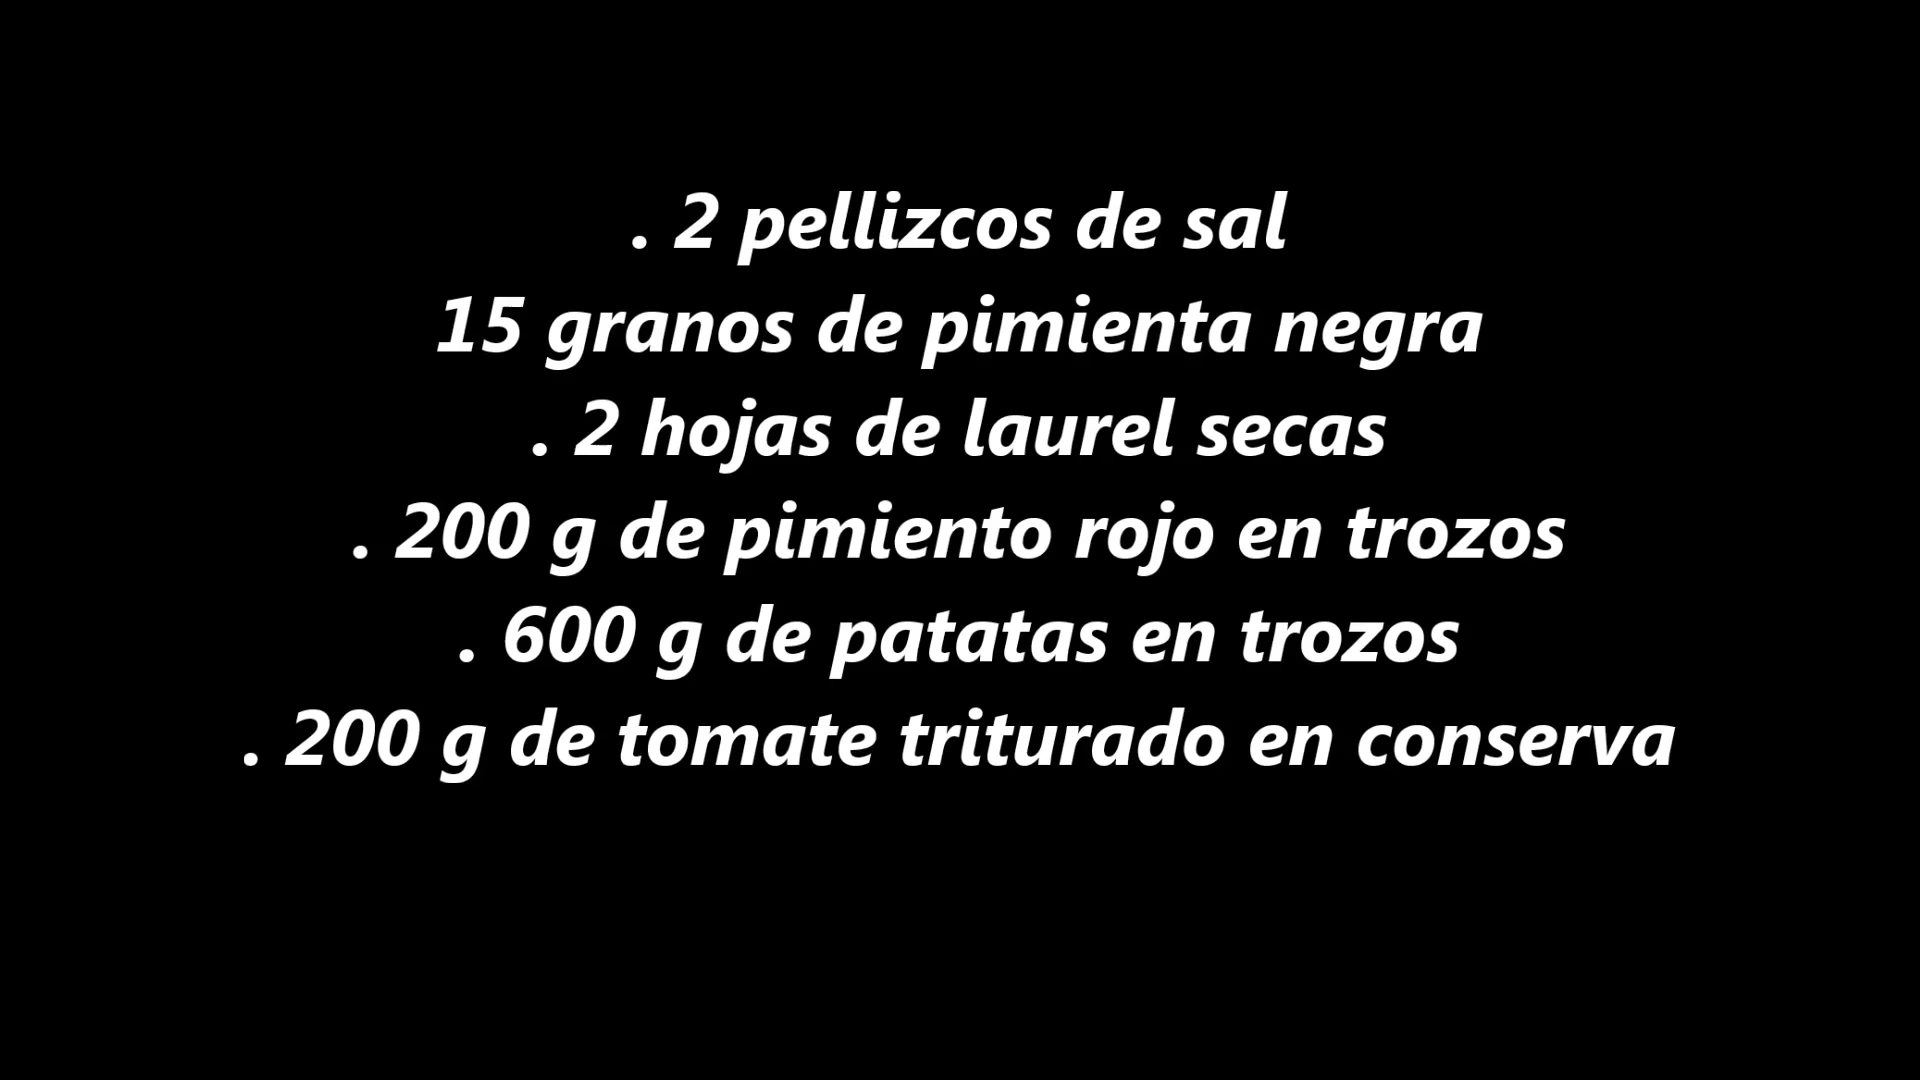 . 2 pellizcos de sal
15 granos de pimienta negra
. 2 hojas de laurel secas
. 200 g de pimiento rojo en trozos
. 600 g de patatas en trozos
. 200 g de tomate triturado en conserva